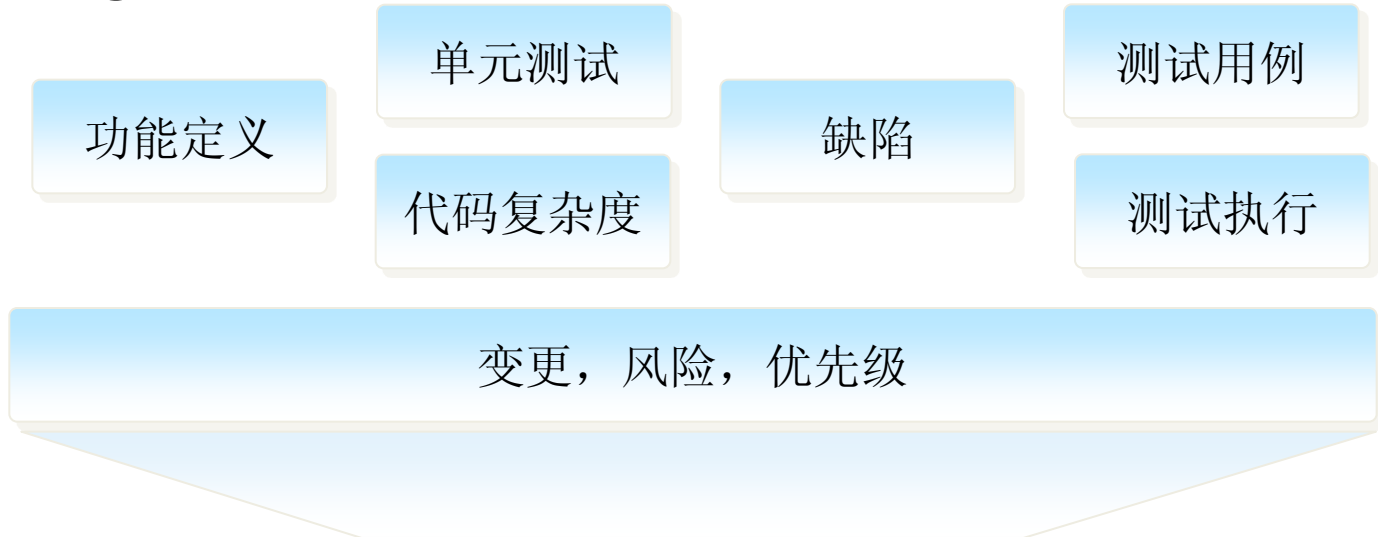 单元测试
测试用例
功能定义
缺陷
代码复杂度
测试执行
变更，风险，优先级